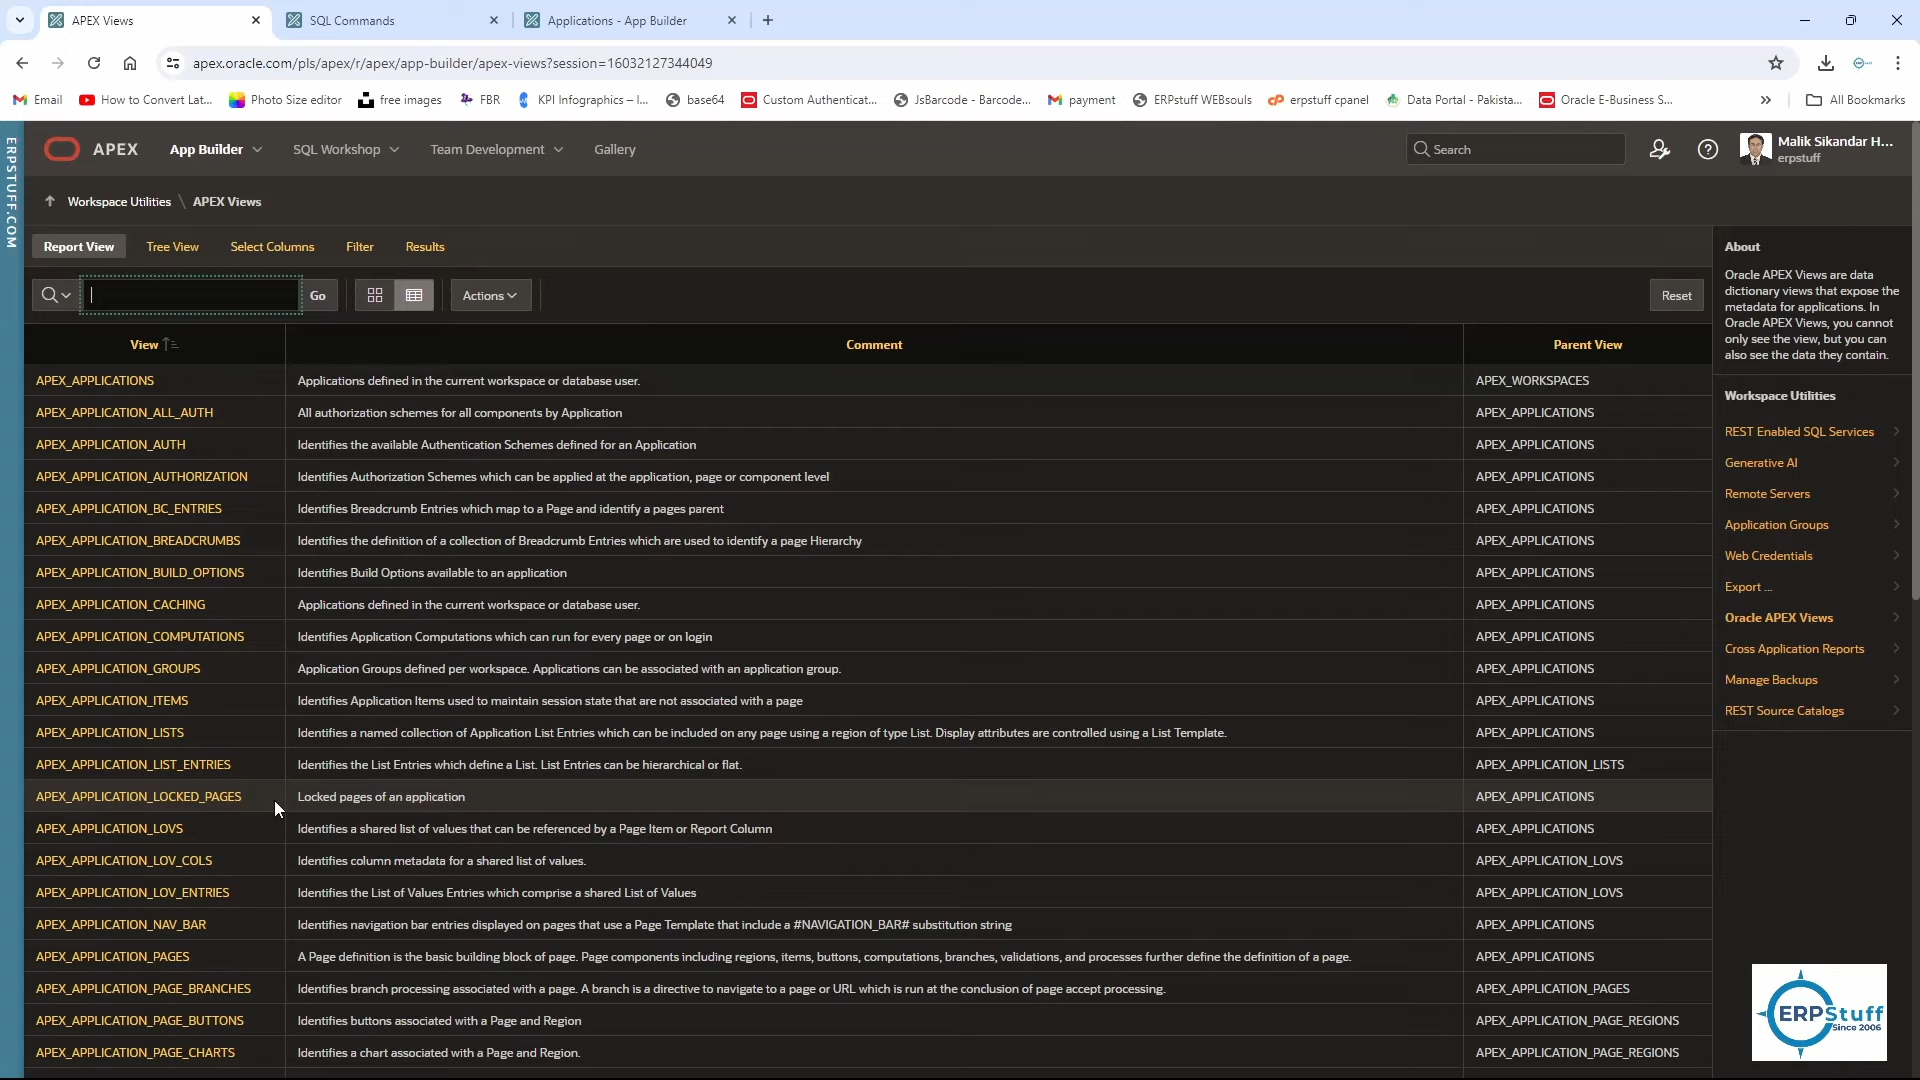 APEX Views
SQL Commands
Applications - App Builder
apex.oracle.com/pls/apex/r/apex/app-builder/apex-views?session=16032127344049
Email
How to Convert Lat...
Photo Size editor
free images
FBR
KPI Infographics – I...
base64
Custom Authenticat...
JsBarcode - Barcode...
payment
ERPstuff WEBsouls
erpstuff cpanel
Data Portal - Pakista...
Oracle E-Business S...
All Bookmarks
ERPSTUFF.COM
APEX
App Builder
SQL Workshop
Team Development
Gallery
Search
Malik Sikandar H...
erpstuff
Workspace Utilities \ APEX Views
Report View
Tree View
Select Columns
Filter
Results
Go
Actions
Reset
View
Comment
Parent View
APEX_APPLICATIONS Applications defined in the current workspace or database user. APEX_WORKSPACES
APEX_APPLICATION_ALL_AUTH All authorization schemes for all components by Application APEX_APPLICATIONS
APEX_APPLICATION_AUTH Identifies the available Authentication Schemes defined for an Application APEX_APPLICATIONS
APEX_APPLICATION_AUTHORIZATION Identifies Authorization Schemes which can be applied at the application, page or component level APEX_APPLICATIONS
APEX_APPLICATION_BC_ENTRIES Identifies Breadcrumb Entries which map to a Page and identify a pages parent APEX_APPLICATIONS
APEX_APPLICATION_BREADCRUMBS Identifies the definition of a collection of Breadcrumb Entries which are used to identify a page Hierarchy APEX_APPLICATIONS
APEX_APPLICATION_BUILD_OPTIONS Identifies Build Options available to an application APEX_APPLICATIONS
APEX_APPLICATION_CACHING Applications defined in the current workspace or database user. APEX_APPLICATIONS
APEX_APPLICATION_COMPUTATIONS Identifies Application Computations which can run for every page or on login APEX_APPLICATIONS
APEX_APPLICATION_GROUPS Application Groups defined per workspace. Applications can be associated with an application group. APEX_APPLICATIONS
APEX_APPLICATION_ITEMS Identifies Application Items used to maintain session state that are not associated with a page APEX_APPLICATIONS
APEX_APPLICATION_LISTS Identifies a named collection of Application List Entries which can be included on any page using a region of type List. Display attributes are controlled using a List Template. APEX_APPLICATIONS
APEX_APPLICATION_LIST_ENTRIES Identifies the List Entries which define a List. List Entries can be hierarchical or flat. APEX_APPLICATION_LISTS
APEX_APPLICATION_LOCKED_PAGES Locked pages of an application APEX_APPLICATIONS
APEX_APPLICATION_LOVS Identifies a shared list of values that can be referenced by a Page Item or Report Column APEX_APPLICATIONS
APEX_APPLICATION_LOV_COLS Identifies column metadata for a shared list of values. APEX_APPLICATION_LOVS
APEX_APPLICATION_LOV_ENTRIES Identifies the List of Values Entries which comprise a shared List of Values APEX_APPLICATION_LOVS
APEX_APPLICATION_NAV_BAR Identifies navigation bar entries displayed on pages that use a Page Template that include a #NAVIGATION_BAR# substitution string APEX_APPLICATIONS
APEX_APPLICATION_PAGES A Page definition is the basic building block of page. Page components including regions, items, buttons, computations, branches, validations, and processes further define the definition of a page. APEX_APPLICATIONS
APEX_APPLICATION_PAGE_BRANCHES Identifies branch processing associated with a page. A branch is a directive to navigate to a page or URL which is run at the conclusion of page accept processing. APEX_APPLICATION_PAGES
APEX_APPLICATION_PAGE_BUTTONS Identifies buttons associated with a Page and Region APEX_APPLICATION_PAGE_REGIONS
APEX_APPLICATION_PAGE_CHARTS Identifies a chart associated with a Page and Region. APEX_APPLICATION_PAGE_REGIONS
About
Oracle APEX Views are data
dictionary views that expose the
metadata for applications. In
Oracle APEX Views, you cannot
only see the view, but you can
also see the data they contain.
Workspace Utilities
REST Enabled SQL Services
Generative AI
Remote Servers
Application Groups
Web Credentials
Export ...
Oracle APEX Views
Cross Application Reports
Manage Backups
REST Source Catalogs
ERPStuff
Since 2006